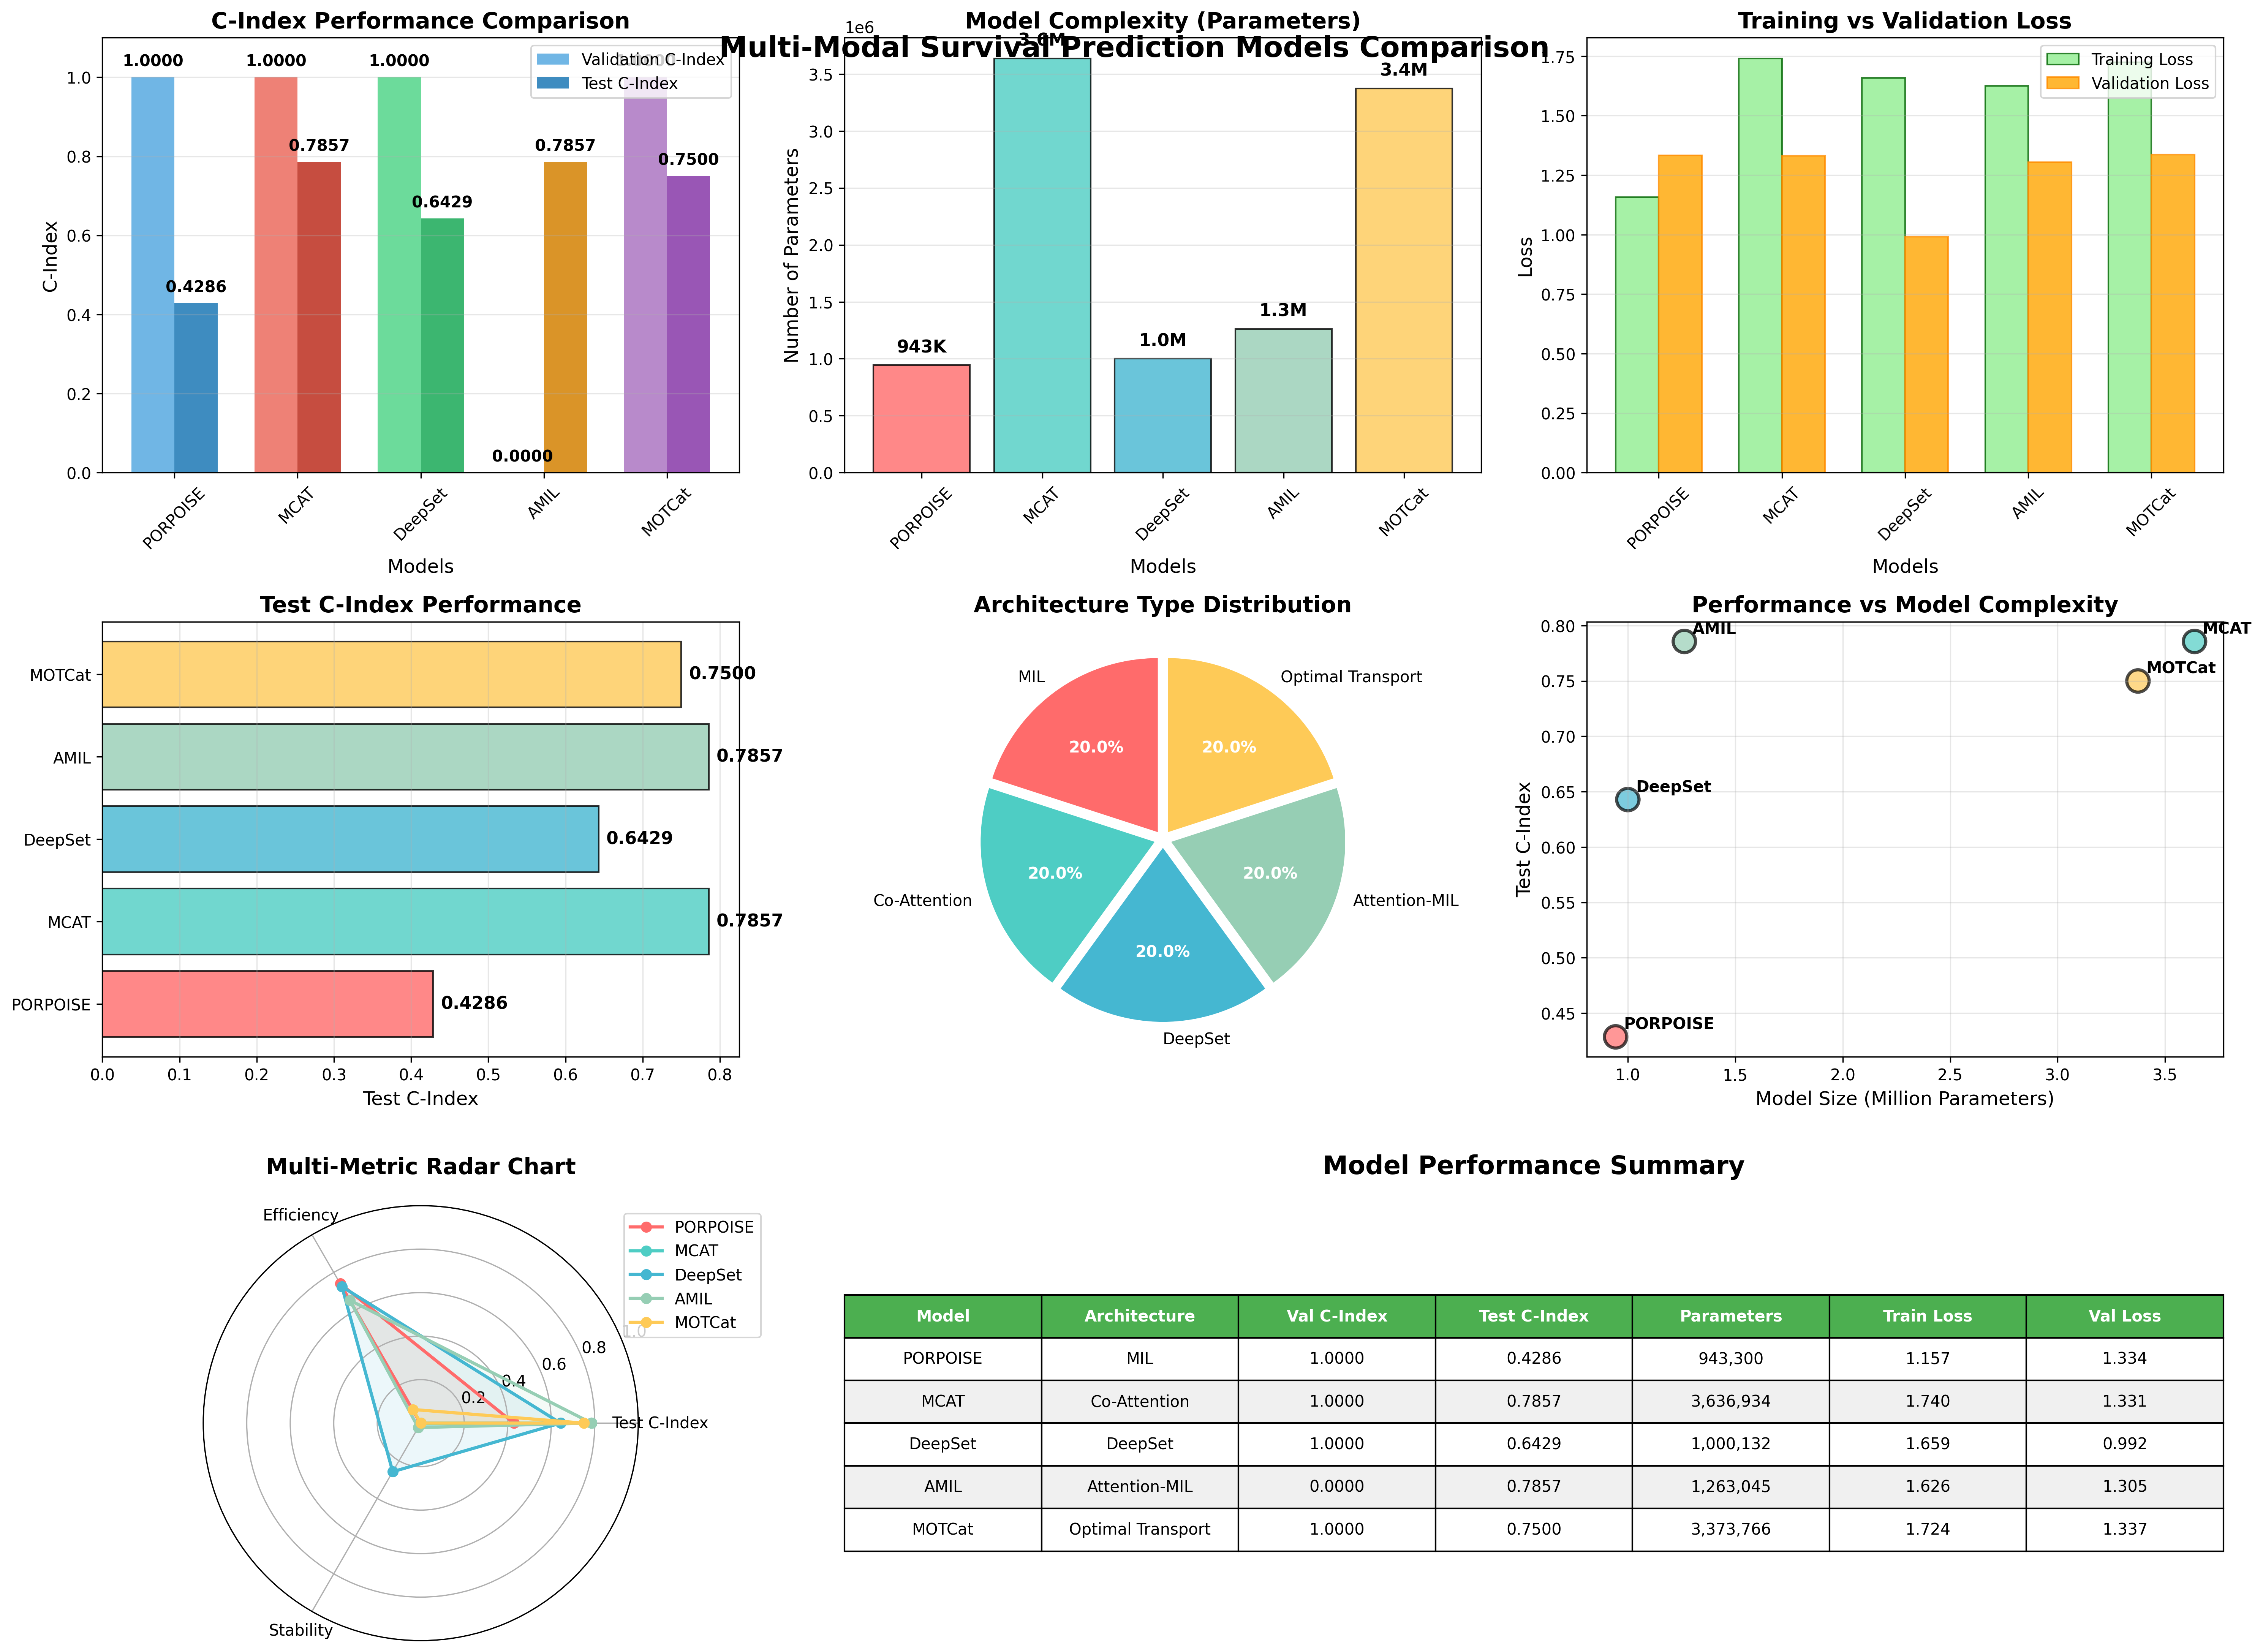 Multi-Modal Survival Prediction Models Comparison
C-Index Performance Comparison
C-Index
0.0
0.2
0.4
0.6
0.8
1.0
1.0000
0.4286
1.0000
0.7857
1.0000
0.6429
0.0000
0.7857
0.7500
Validation C-Index
Test C-Index
PORPOISE
MCAT
DeepSet
AMIL
MOTCat
Models
Model Complexity (Parameters)
1e6
Number of Parameters
0.0
0.5
1.0
1.5
2.0
2.5
3.0
3.5
943K
3.6M
1.0M
1.3M
3.4M
PORPOISE
MCAT
DeepSet
AMIL
MOTCat
Models
Training vs Validation Loss
Loss
0.00
0.25
0.50
0.75
1.00
1.25
1.50
1.75
Training Loss
Validation Loss
PORPOISE
MCAT
DeepSet
AMIL
MOTCat
Models
Test C-Index Performance
MOTCat
0.7500
AMIL
0.7857
DeepSet
0.6429
MCAT
0.7857
PORPOISE
0.4286
0.0 0.1 0.2 0.3 0.4 0.5 0.6 0.7 0.8
Test C-Index
Architecture Type Distribution
MIL
20.0%
Optimal Transport
20.0%
Co-Attention
20.0%
Attention-MIL
20.0%
DeepSet
20.0%
Performance vs Model Complexity
Test C-Index
0.80
0.75
0.70
0.65
0.60
0.55
0.50
0.45
AMIL
MCAT
MOTCat
DeepSet
PORPOISE
1.0 1.5 2.0 2.5 3.0 3.5
Model Size (Million Parameters)
Multi-Metric Radar Chart
Efficiency
Test C-Index
Stability
0.2
0.4
0.6
0.8
1.0
PORPOISE
MCAT
DeepSet
AMIL
MOTCat
Model Performance Summary
Model Architecture Val C-Index Test C-Index Parameters Train Loss Val Loss
PORPOISE MIL 1.0000 0.4286 943,300 1.157 1.334
MCAT Co-Attention 1.0000 0.7857 3,636,934 1.740 1.331
DeepSet DeepSet 1.0000 0.6429 1,000,132 1.659 0.992
AMIL Attention-MIL 0.0000 0.7857 1,263,045 1.626 1.305
MOTCat Optimal Transport 1.0000 0.7500 3,373,766 1.724 1.337